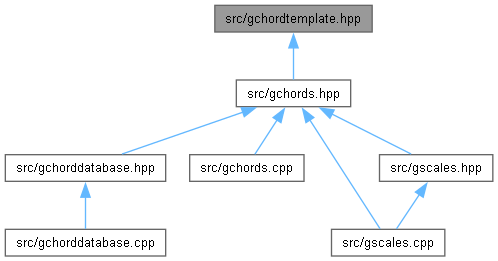 src/gchordtemplate.hpp
src/gchords.hpp
src/gchorddatabase.hpp
src/gchords.cpp
src/gscales.hpp
src/gchorddatabase.cpp
src/gscales.cpp